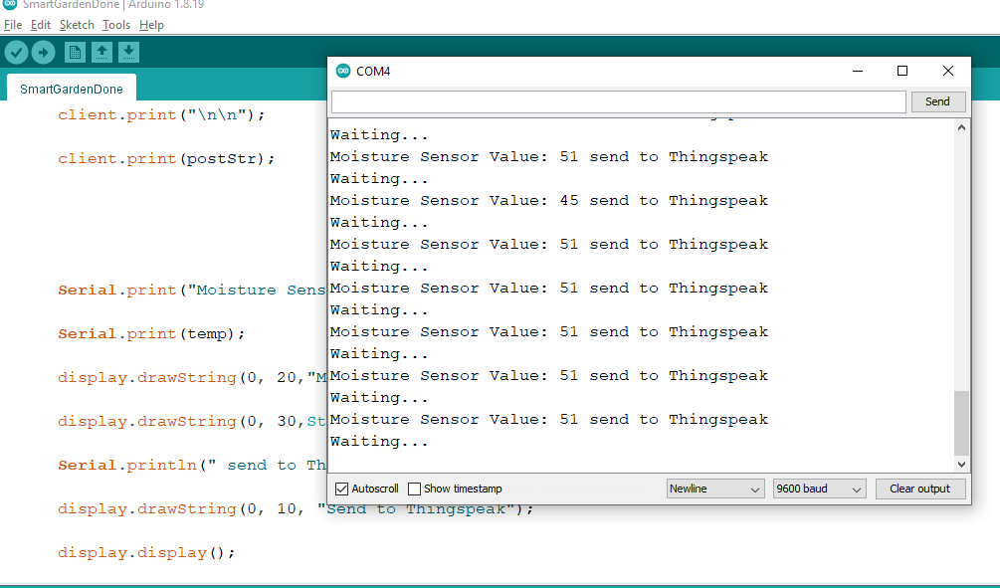 SmartGardenDone | Arduino 1.8.19
File Edit Sketch Tools Help
SmartGardenDone
client.print("\n\n");
client.print(postStr);
Serial.print("Moisture Sens
Serial.print(temp);
display.drawString(0, 20,"M
display.drawString(0, 30,St
Serial.println(" send to Th
display.drawString(0, 10, "Send to Thingspeak");
display.display();
COM4
Send
Waiting...
Moisture Sensor Value: 51 send to Thingspeak
Waiting...
Moisture Sensor Value: 45 send to Thingspeak
Waiting...
Moisture Sensor Value: 51 send to Thingspeak
Waiting...
Moisture Sensor Value: 51 send to Thingspeak
Waiting...
Moisture Sensor Value: 51 send to Thingspeak
Waiting...
Moisture Sensor Value: 51 send to Thingspeak
Waiting...
Moisture Sensor Value: 51 send to Thingspeak
Waiting...
Autoscroll Show timestamp Newline 9600 baud Clear output